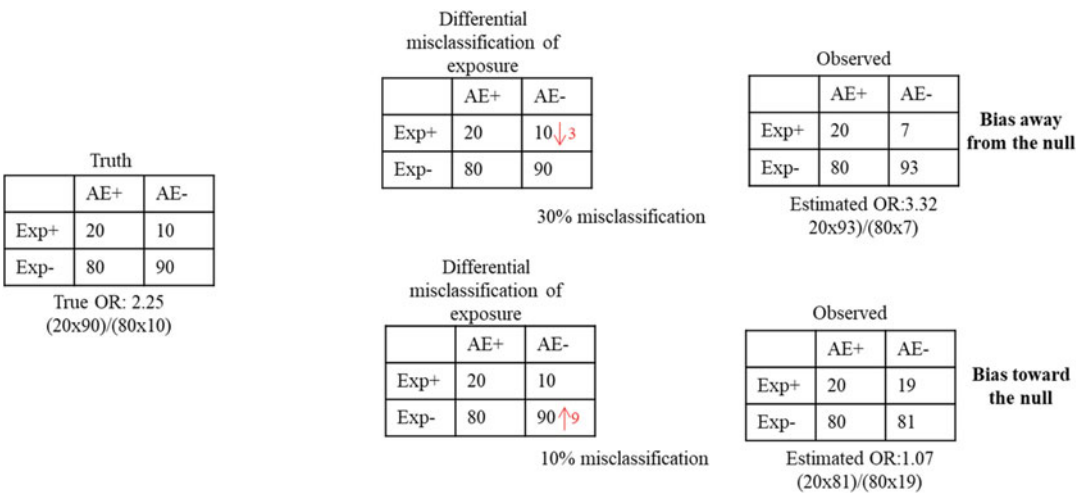 Truth
AE+ AE-
Exp+ 20 10
Exp- 80 90
True OR: 2.25
(20x90)/(80x10)
Differential
misclassification of
exposure
AE+ AE-
Exp+ 20 10↓3
Exp- 80 90
30% misclassification
Observed
AE+ AE-
Exp+ 20 7
Exp- 80 93
Estimated OR:3.32
20x93)/(80x7)
Bias away
from the null
Differential
misclassification of
exposure
AE+ AE-
Exp+ 20 10
Exp- 80 90↑9
10% misclassification
Observed
AE+ AE-
Exp+ 20 19
Exp- 80 81
Estimated OR:1.07
(20x81)/(80x19)
Bias toward
the null